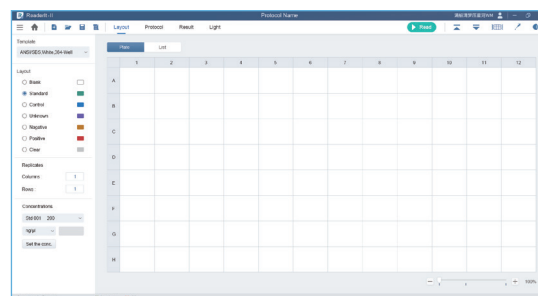 Readerit
Protocol Name
Layout Protocol Result Light
Read
Template
ANSI/SBS,White,384-Well
Plate List
Layout
Blank
Standard
Control
Unknown
Negative
Positive
Clear
Replicates
Columns: 1
Rows: 1
Concentrations
Std 001 200
ng/μl
Set the conc...
1 2 3 4 5 6 7 8 9 10 11 12
A
B
C
D
E
F
G
H
100%